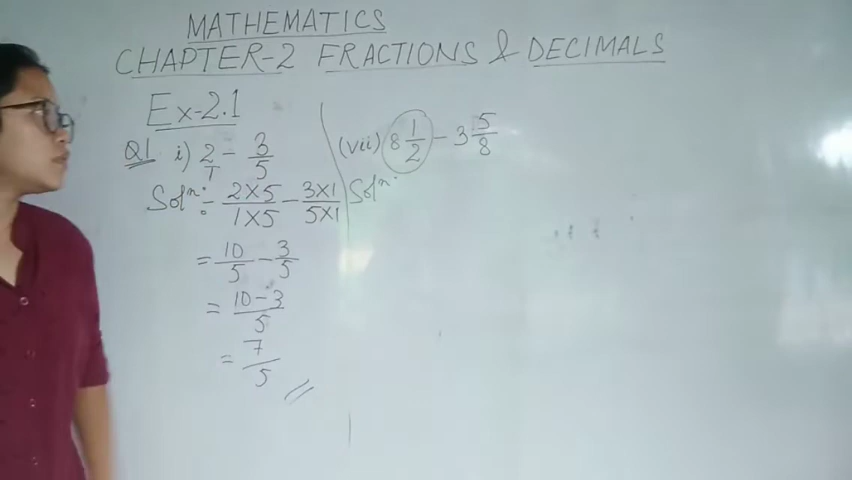 MATHEMATICS
CHAPTER-2 FRACTIONS & DECIMALS
Ex-2.1
Q1 i) 2/1 - 3/5
Solⁿ: = 2×5/1×5 - 3×1/5×1
= 10/5 - 3/5
= 10-3/5
= 7/5 //
(vii) 8 1/2 - 3 5/8
Solⁿ: